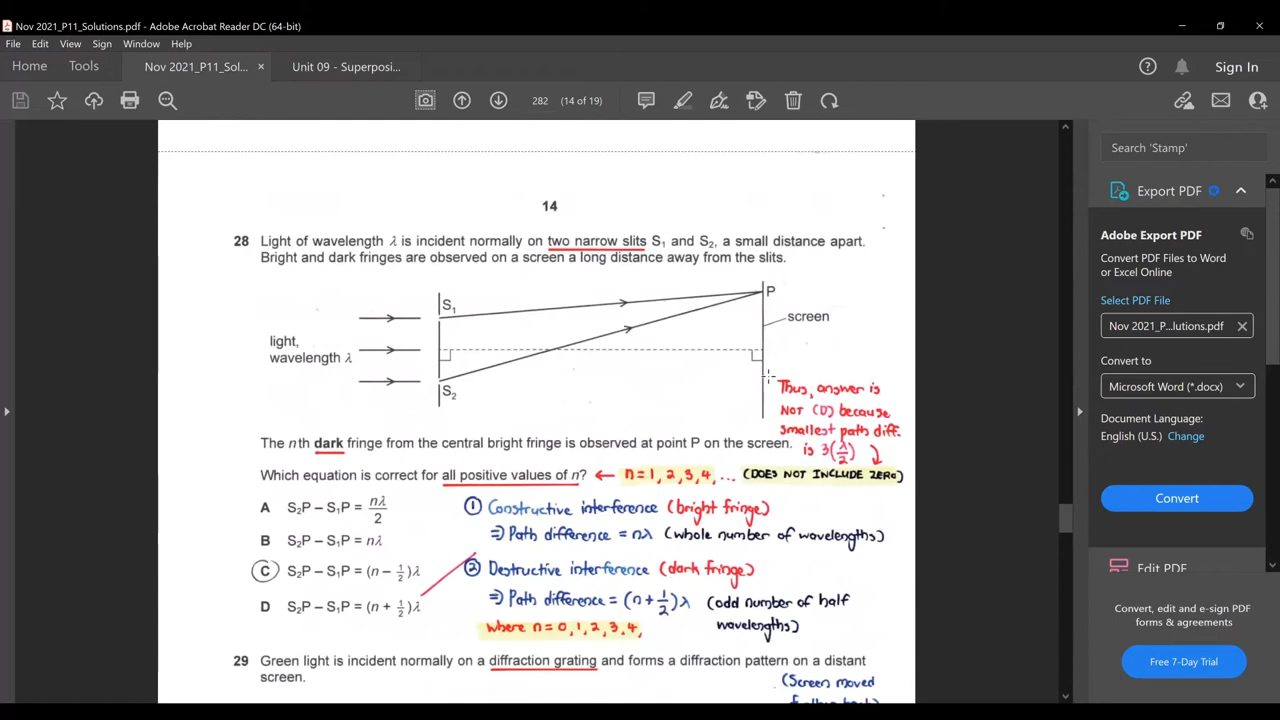 Nov 2021_P11_Solutions.pdf - Adobe Acrobat Reader DC (64-bit)
File Edit View Sign Window Help
Home Tools Nov 2021_P11_Sol... × Unit 09 - Superposi... Sign In
282 (14 of 19)
14
28 Light of wavelength λ is incident normally on two narrow slits S₁ and S₂, a small distance apart.
Bright and dark fringes are observed on a screen a long distance away from the slits.
S₁
P
screen
light,
wavelength λ
S₂
Thus, answer is
NOT (D) because
smallest path diff.
is 3(λ/2)
The nth dark fringe from the central bright fringe is observed at point P on the screen.
Which equation is correct for all positive values of n? ← n = 1, 2, 3, 4, ... (DOES NOT INCLUDE ZERO)
A S₂P – S₁P = nλ/2
B S₂P – S₁P = nλ
C S₂P – S₁P = (n – 1/2)λ
D S₂P – S₁P = (n + 1/2)λ
① Constructive interference (bright fringe)
⇒ Path difference = nλ (whole number of wavelengths)
② Destructive interference (dark fringe)
⇒ Path difference = (n + 1/2)λ (odd number of half
wavelengths)
where n = 0, 1, 2, 3, 4,
29 Green light is incident normally on a diffraction grating and forms a diffraction pattern on a distant
screen.
(Screen moved
Search 'Stamp'
Export PDF
Adobe Export PDF
Convert PDF Files to Word
or Excel Online
Select PDF File
Nov 2021_P...lutions.pdf ×
Convert to
Microsoft Word (*.docx)
Document Language:
English (U.S.) Change
Convert
Edit PDF
Convert, edit and e-sign PDF
forms & agreements
Free 7-Day Trial